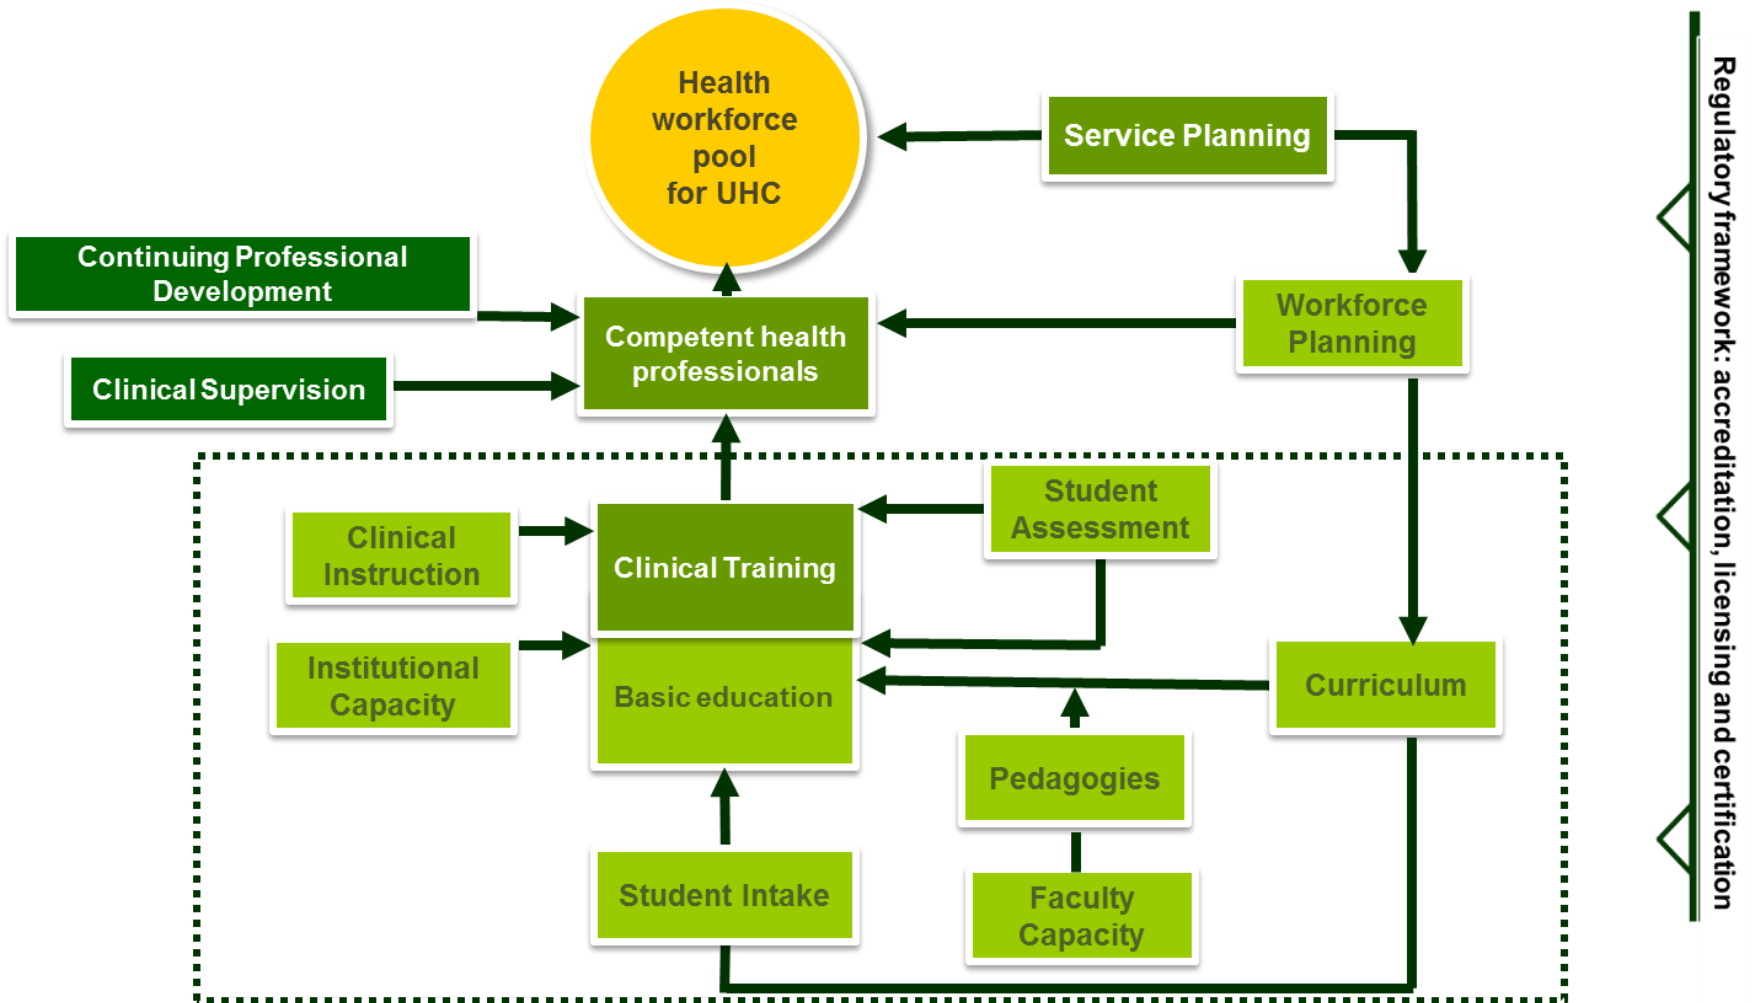 Health
workforce
pool
for UHC
Service Planning
Continuing Professional
Development
Workforce
Planning
Competent health
professionals
Clinical Supervision
Student
Assessment
Clinical
Instruction
Clinical Training
Institutional
Capacity
Basic education
Curriculum
Pedagogies
Student Intake
Faculty
Capacity
Regulatory framework: accreditation, licensing and certification